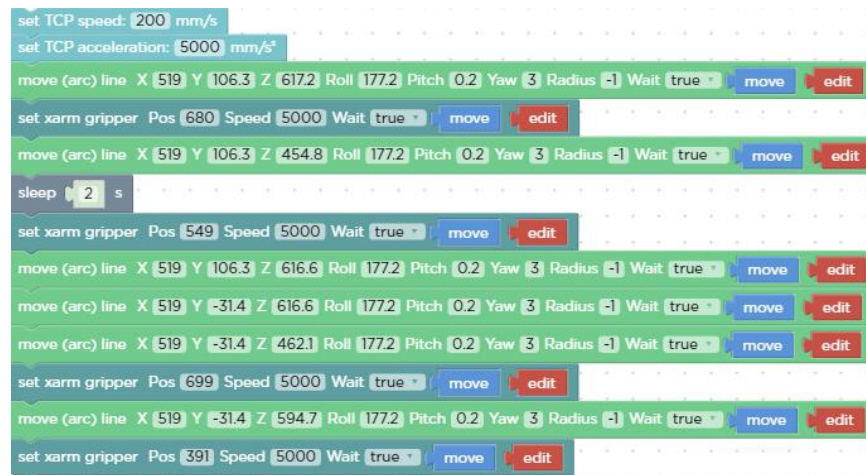 set TCP speed: 200 mm/s
set TCP acceleration: 5000 mm/s²
move (arc) line X 519 Y 106.3 Z 617.2 Roll 177.2 Pitch 0.2 Yaw 3 Radius -1 Wait true move edit
set xarm gripper Pos 680 Speed 5000 Wait true move edit
move (arc) line X 519 Y 106.3 Z 454.8 Roll 177.2 Pitch 0.2 Yaw 3 Radius -1 Wait true move edit
sleep 2 s
set xarm gripper Pos 549 Speed 5000 Wait true move edit
move (arc) line X 519 Y 106.3 Z 616.6 Roll 177.2 Pitch 0.2 Yaw 3 Radius -1 Wait true move edit
move (arc) line X 519 Y -31.4 Z 616.6 Roll 177.2 Pitch 0.2 Yaw 3 Radius -1 Wait true move edit
move (arc) line X 519 Y -31.4 Z 462.1 Roll 177.2 Pitch 0.2 Yaw 3 Radius -1 Wait true move edit
set xarm gripper Pos 699 Speed 5000 Wait true move edit
move (arc) line X 519 Y -31.4 Z 594.7 Roll 177.2 Pitch 0.2 Yaw 3 Radius -1 Wait true move edit
set xarm gripper Pos 391 Speed 5000 Wait true move edit